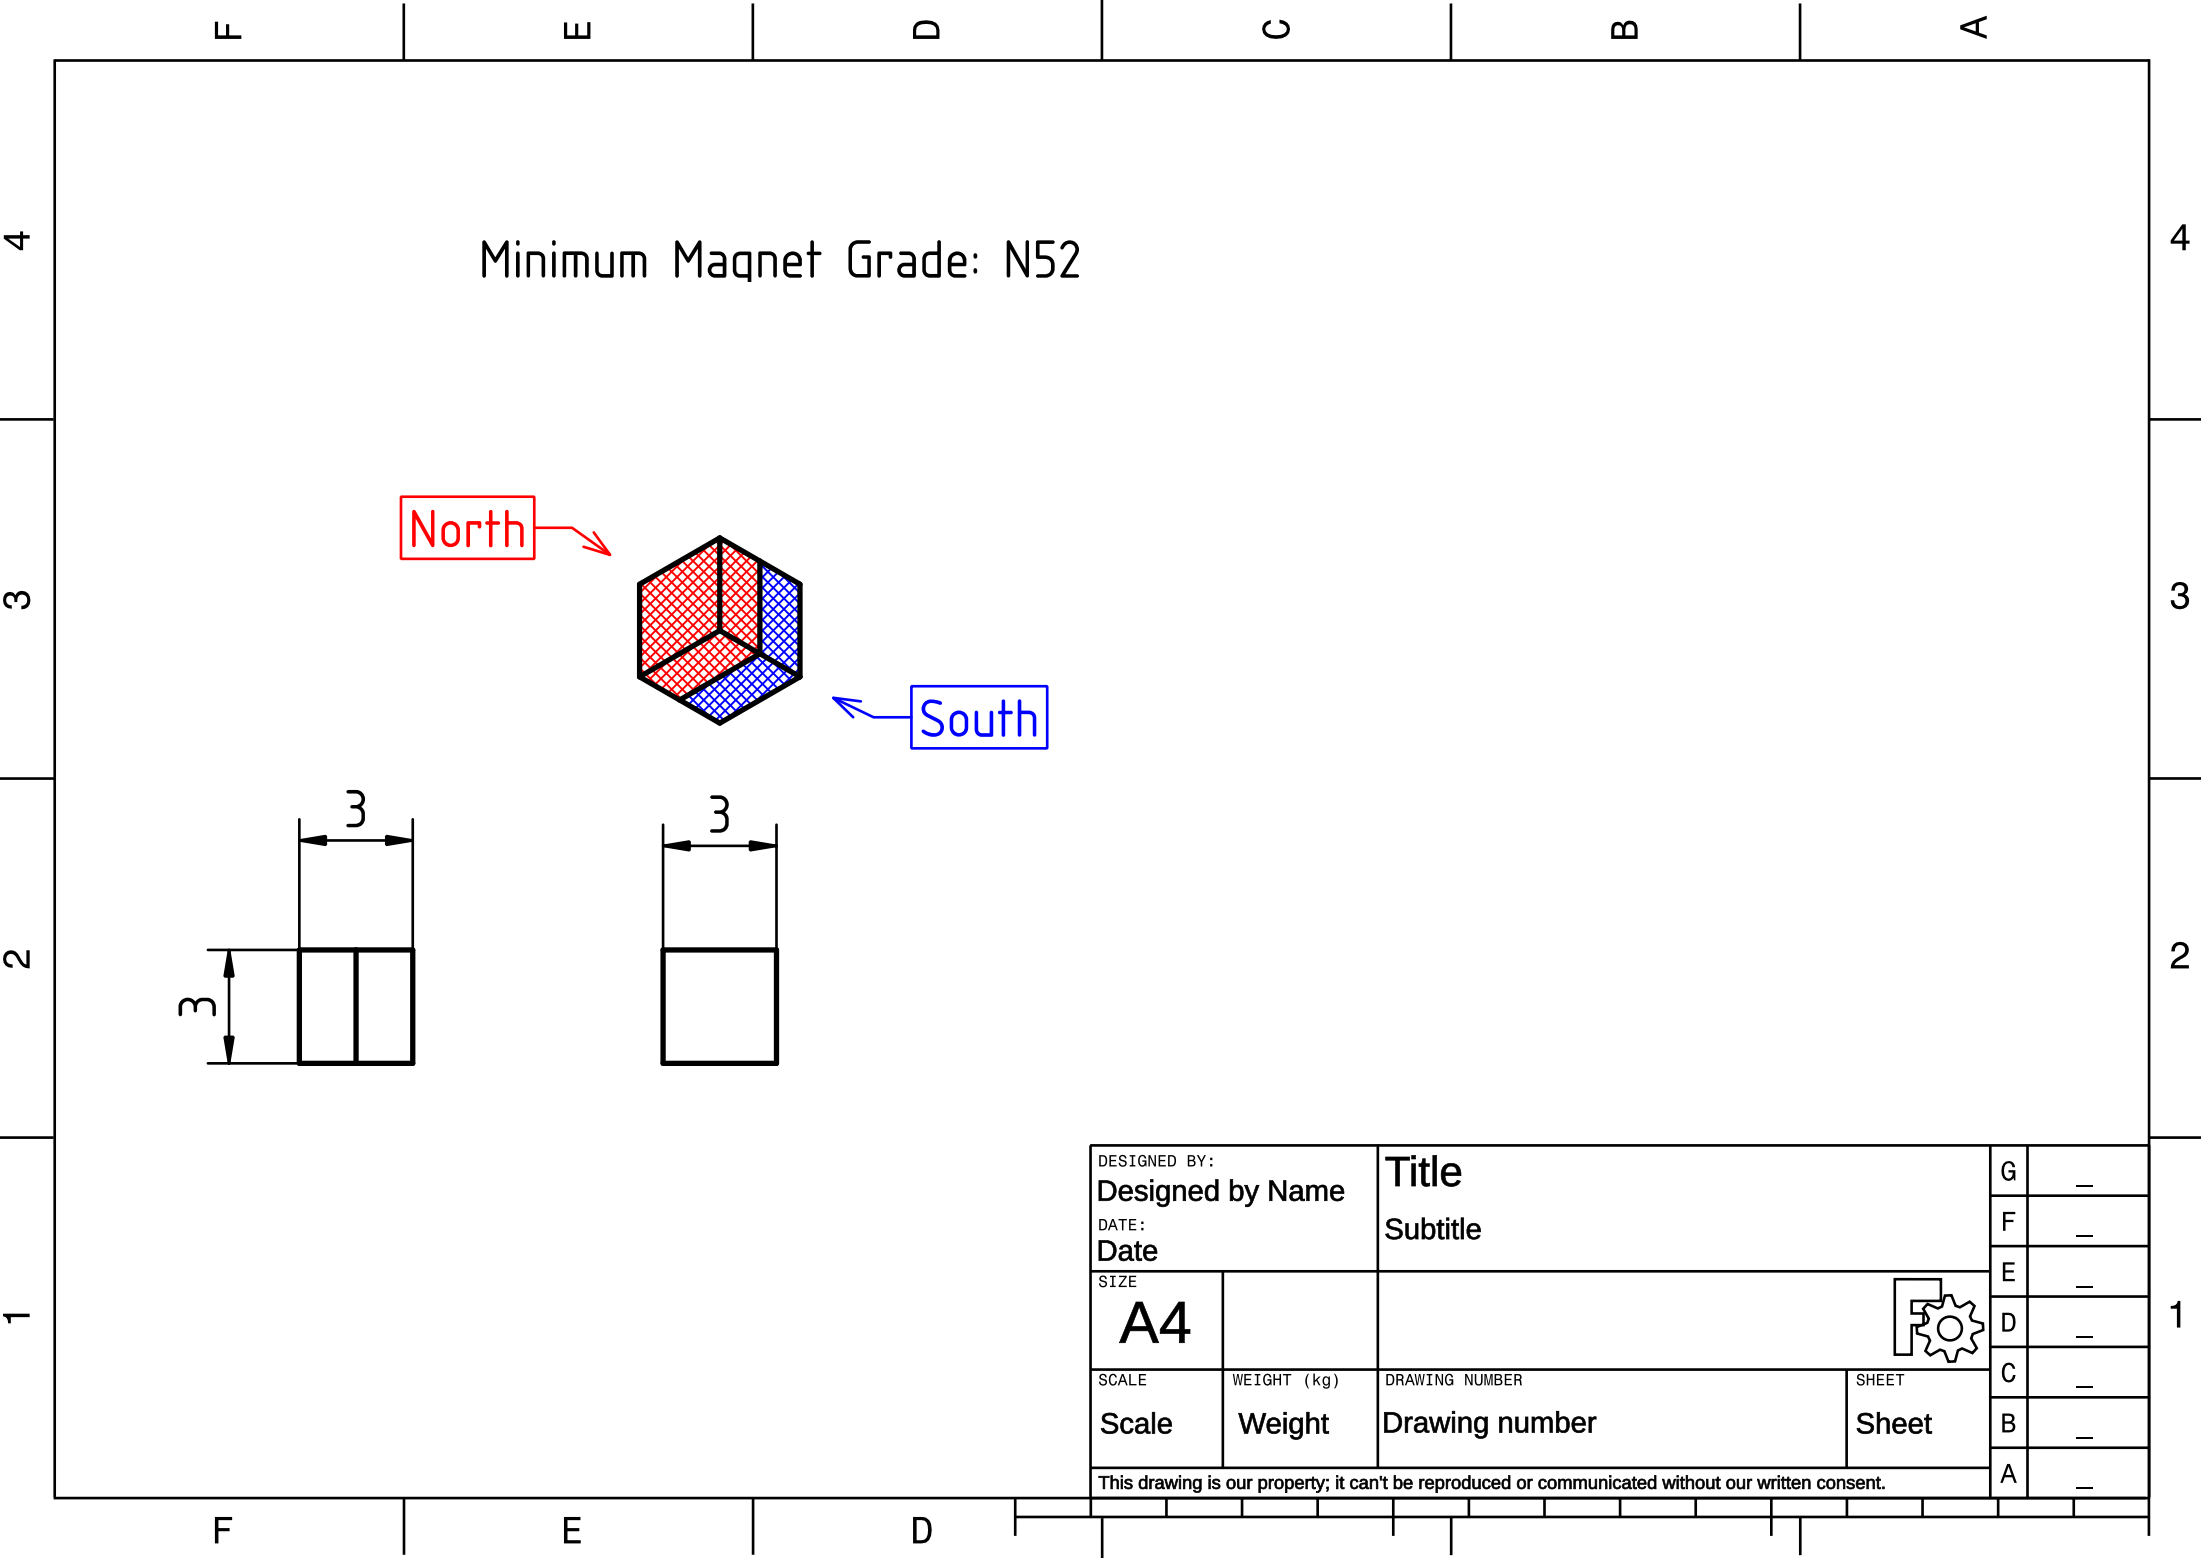 F E D C B A
4 4
Minimum Magnet Grade: N52
North
3 3
South
3 3
3
2 2
DESIGNED BY:
Designed by Name
DATE:
Date
Title
Subtitle
G _
F _
E _
D _
C _
B _
A _
SIZE
A4
1 1
SCALE WEIGHT (kg) DRAWING NUMBER SHEET
Scale Weight Drawing number Sheet
This drawing is our property; it can't be reproduced or communicated without our written consent.
F E D